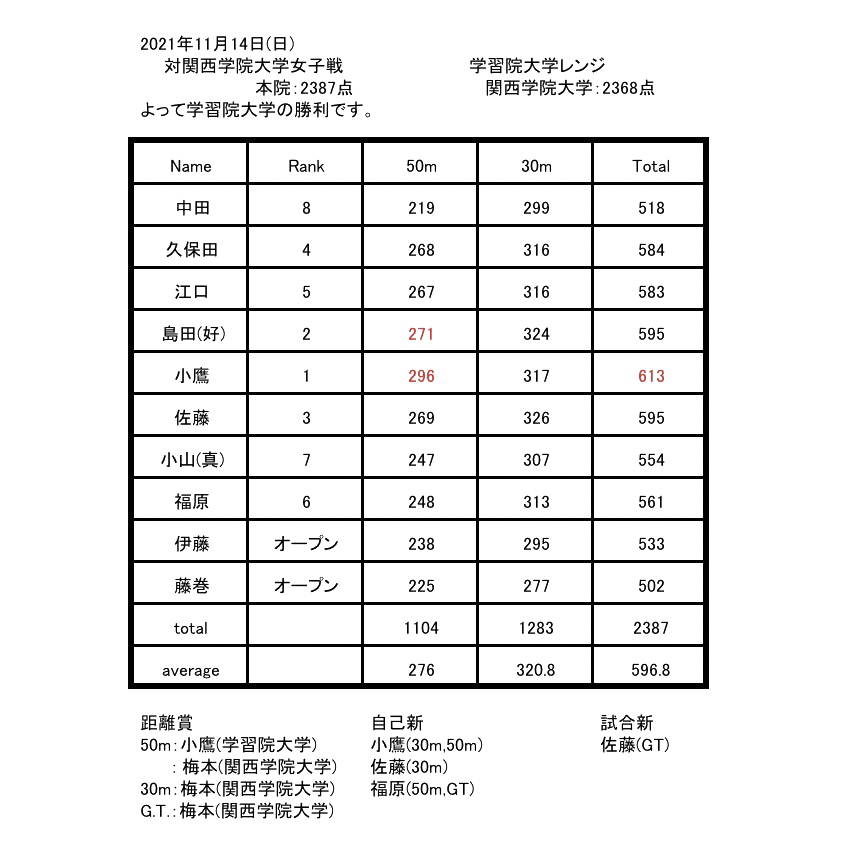 2021年11月14日(日)
対関西学院大学女子戦 学習院大学レンジ
本院：2387点 関西学院大学：2368点
よって学習院大学の勝利です。
Name Rank 50m 30m Total
中田 8 219 299 518
久保田 4 268 316 584
江口 5 267 316 583
島田(好) 2 271 324 595
小鷹 1 296 317 613
佐藤 3 269 326 595
小山(真) 7 247 307 554
福原 6 248 313 561
伊藤 オープン 238 295 533
藤巻 オープン 225 277 502
total 1104 1283 2387
average 276 320.8 596.8
距離賞 自己新 試合新
50m：小鷹(学習院大学) 小鷹(30m,50m) 佐藤(GT)
：梅本(関西学院大学) 佐藤(30m)
30m：梅本(関西学院大学) 福原(50m,GT)
G.T.：梅本(関西学院大学)